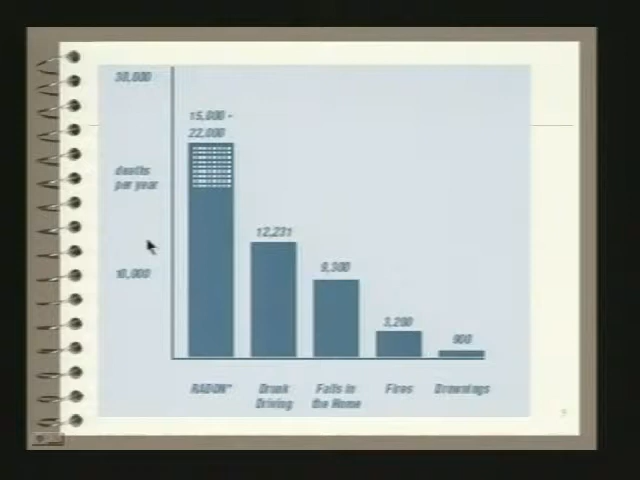 30,000
15,000 -
22,000
deaths
per year
12,231
10,000
9,300
3,200
900
RADON*
Drunk
Driving
Falls in
the Home
Fires
Drownings
9